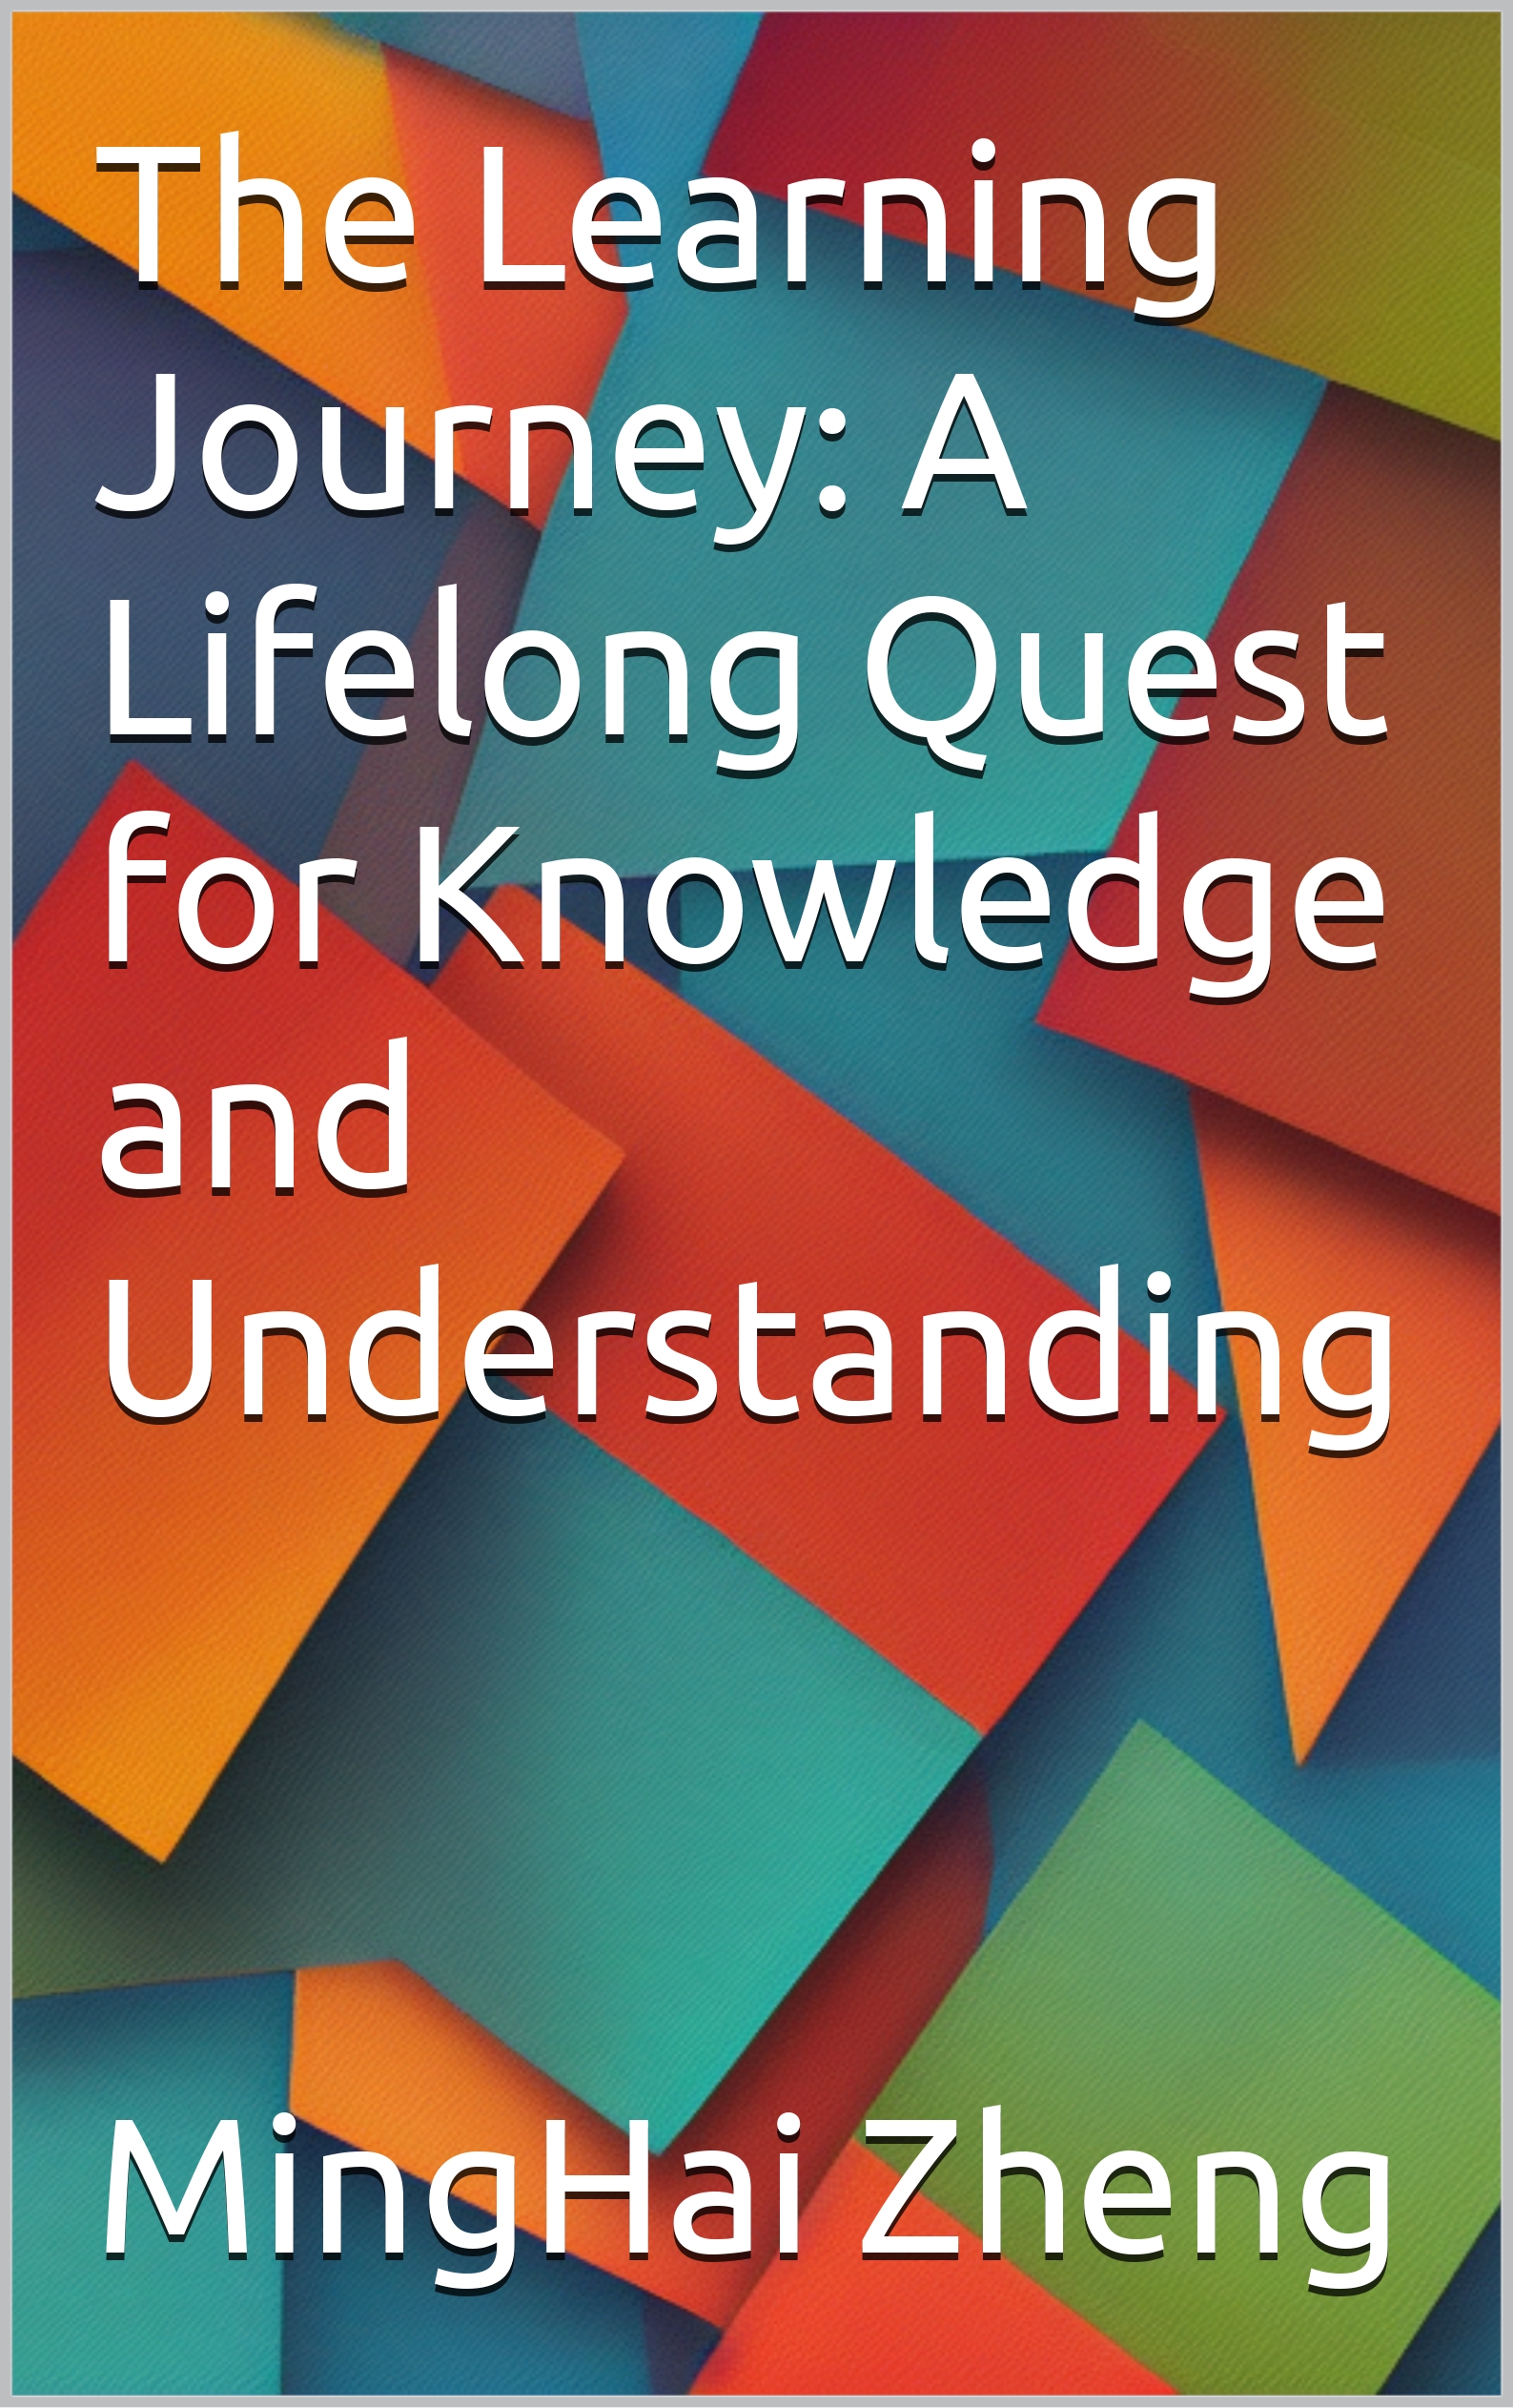 The Learning
Journey: A
Lifelong Quest
for Knowledge
and
Understanding
MingHai Zheng